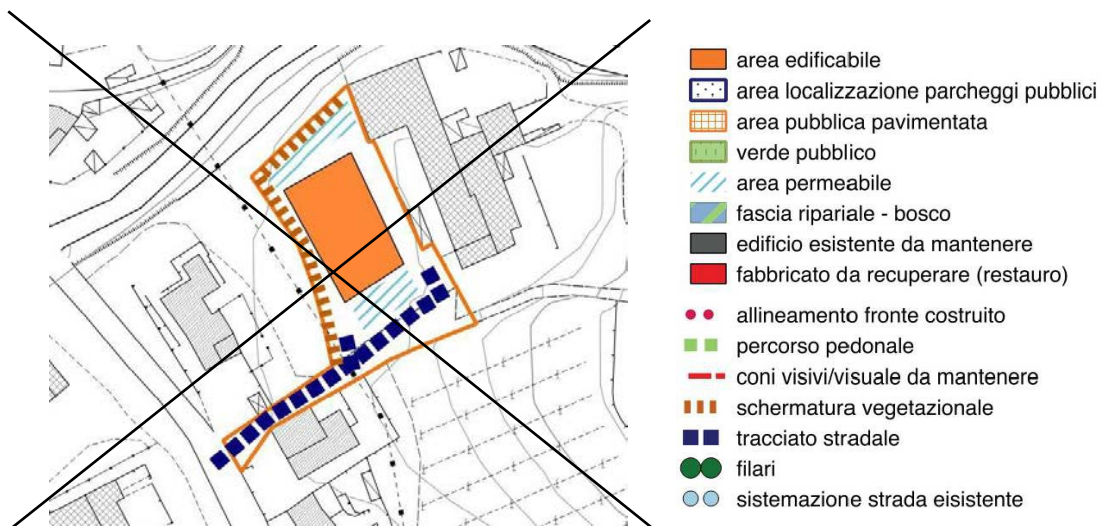 area edificabile
area localizzazione parcheggi pubblici
area pubblica pavimentata
verde pubblico
area permeabile
fascia ripariale - bosco
edificio esistente da mantenere
fabbricato da recuperare (restauro)
allineamento fronte costruito
percorso pedonale
coni visivi/visuale da mantenere
schermatura vegetazionale
tracciato stradale
filari
sistemazione strada eisistente